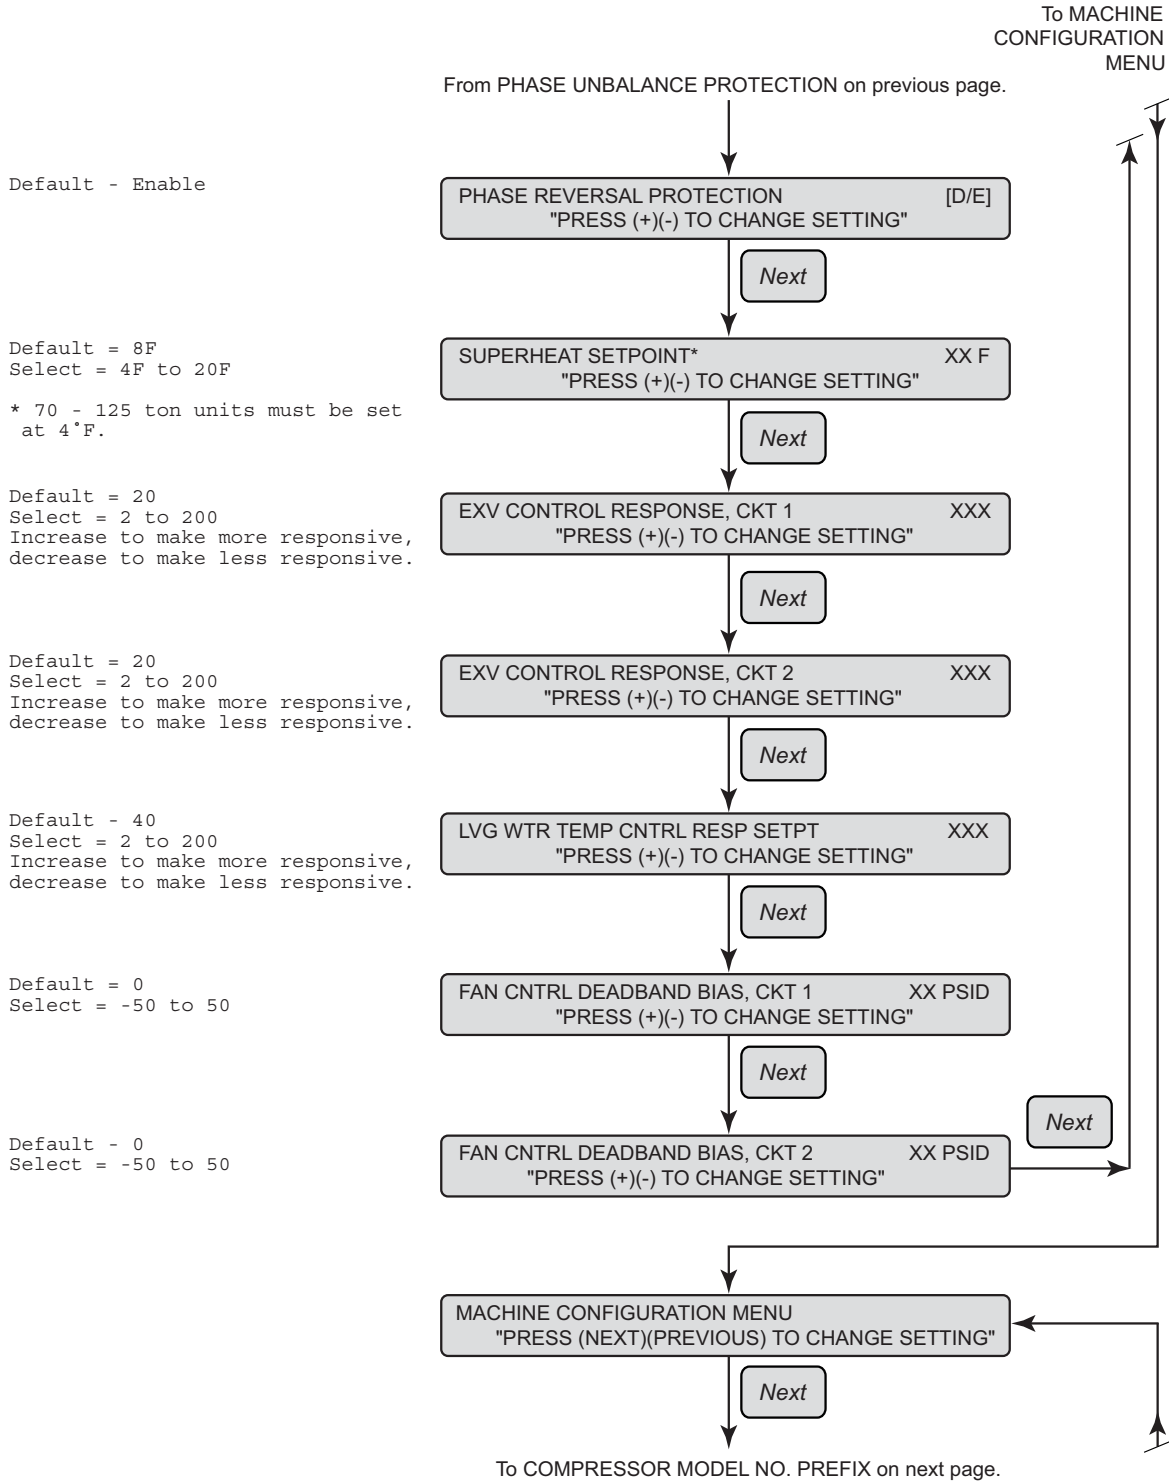 To MACHINE
CONFIGURATION
MENU
From PHASE UNBALANCE PROTECTION on previous page.
Default - Enable
PHASE REVERSAL PROTECTION [D/E]
"PRESS (+)(-) TO CHANGE SETTING"
Next
Default = 8F
Select = 4F to 20F
* 70 - 125 ton units must be set
at 4˚F.
SUPERHEAT SETPOINT* XX F
"PRESS (+)(-) TO CHANGE SETTING"
Next
Default = 20
Select = 2 to 200
Increase to make more responsive,
decrease to make less responsive.
EXV CONTROL RESPONSE, CKT 1 XXX
"PRESS (+)(-) TO CHANGE SETTING"
Next
Default = 20
Select = 2 to 200
Increase to make more responsive,
decrease to make less responsive.
EXV CONTROL RESPONSE, CKT 2 XXX
"PRESS (+)(-) TO CHANGE SETTING"
Next
Default - 40
Select = 2 to 200
Increase to make more responsive,
decrease to make less responsive.
LVG WTR TEMP CNTRL RESP SETPT XXX
"PRESS (+)(-) TO CHANGE SETTING"
Next
Default = 0
Select = -50 to 50
FAN CNTRL DEADBAND BIAS, CKT 1 XX PSID
"PRESS (+)(-) TO CHANGE SETTING"
Next
Default - 0
Select = -50 to 50
FAN CNTRL DEADBAND BIAS, CKT 2 XX PSID
"PRESS (+)(-) TO CHANGE SETTING"
Next
MACHINE CONFIGURATION MENU
"PRESS (NEXT)(PREVIOUS) TO CHANGE SETTING"
Next
To COMPRESSOR MODEL NO. PREFIX on next page.